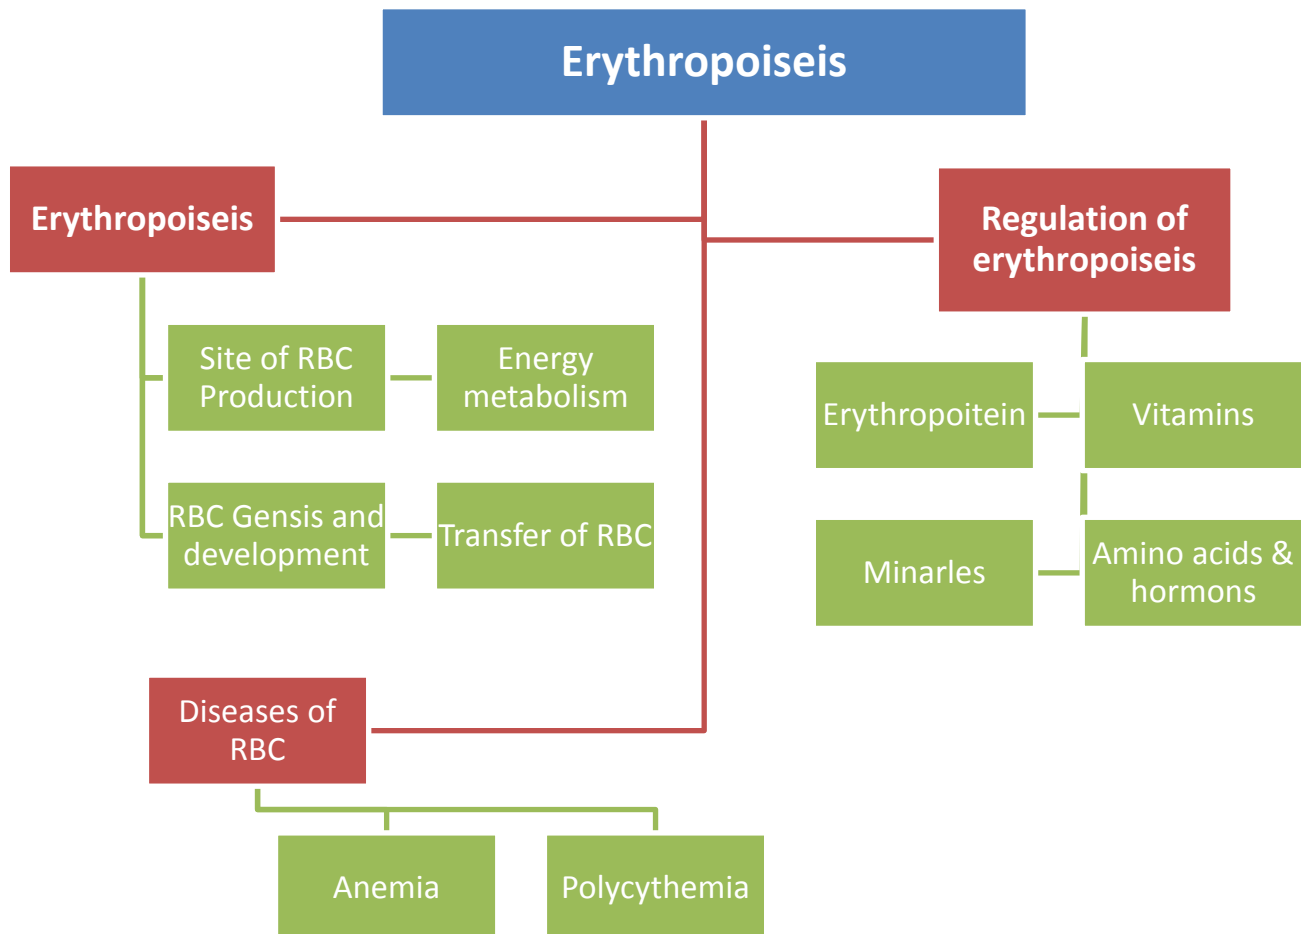 Erythropoiseis
Erythropoiseis
Regulation of
erythropoiseis
Site of RBC
Production
Energy
metabolism
Erythropoitein
Vitamins
RBC Gensis and
development
Transfer of RBC
Minarles
Amino acids &
hormons
Diseases of
RBC
Anemia
Polycythemia